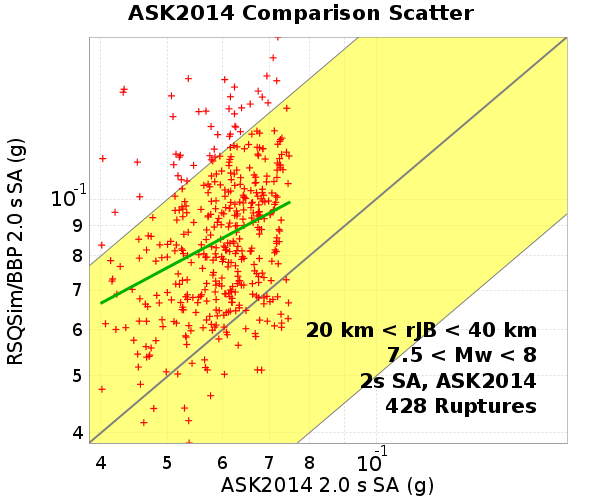 ASK2014 Comparison Scatter
RSQSim/BBP 2.0 s SA (g)
10⁻¹
9
8
7
6
5
4
20 km < rJB < 40 km
7.5 < Mw < 8
2s SA, ASK2014
428 Ruptures
4 5 6 7 8 10⁻¹
ASK2014 2.0 s SA (g)